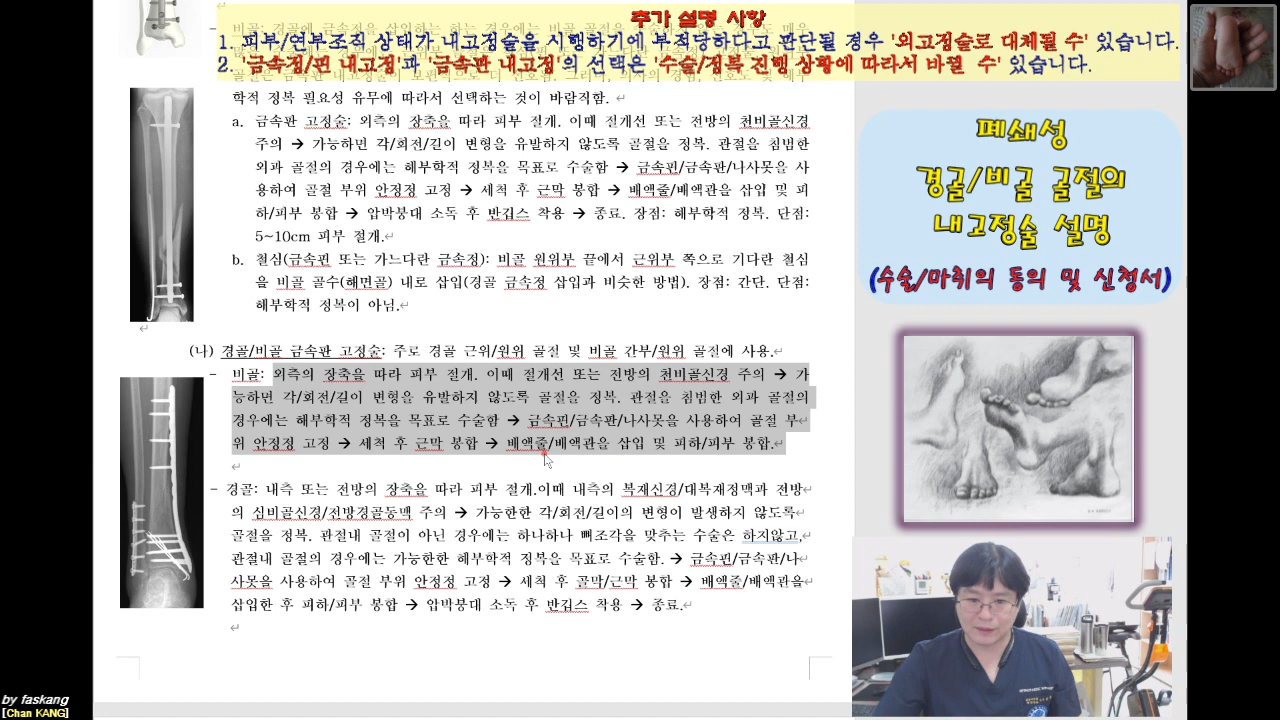 추가 설명 사항
1. 피부/연부조직 상태가 내고정술을 시행하기에 부적당하다고 판단될 경우 '외고정술로 대체될 수' 있습니다.
2. '금속정/핀 내고정'과 '금속판 내고정'의 선택은 '수술/정복 진행 상황에 따라서 바뀔 수' 있습니다.
학적 정복 필요성 유무에 따라서 선택하는 것이 바람직함.
a. 금속판 고정술: 외측의 장축을 따라 피부 절개. 이때 절개선 또는 전방의 천비골신경
주의 → 가능하면 각/회전/길이 변형을 유발하지 않도록 골절을 정복. 관절을 침범한
외과 골절의 경우에는 해부학적 정복을 목표로 수술함 → 금속핀/금속판/나사못을 사
용하여 골절 부위 안정정 고정 → 세척 후 근막 봉합 → 배액줄/배액관을 삽입 및 피
하/피부 봉합 → 압박붕대 소독 후 반깁스 착용 → 종료. 장점: 해부학적 정복. 단점:
5~10cm 피부 절개.
b. 철심(금속핀 또는 가느다란 금속정): 비골 원위부 끝에서 근위부 쪽으로 기다란 철심
을 비골 골수(해면골) 내로 삽입(경골 금속정 삽입과 비슷한 방법). 장점: 간단. 단점:
해부학적 정복이 아님.
(나) 경골/비골 금속판 고정술: 주로 경골 근위/원위 골절 및 비골 간부/원위 골절에 사용.
- 비골: 외측의 장축을 따라 피부 절개. 이때 절개선 또는 전방의 천비골신경 주의 → 가
능하면 각/회전/길이 변형을 유발하지 않도록 골절을 정복. 관절을 침범한 외과 골절의
경우에는 해부학적 정복을 목표로 수술함 → 금속핀/금속판/나사못을 사용하여 골절 부
위 안정정 고정 → 세척 후 근막 봉합 → 배액줄/배액관을 삽입 및 피하/피부 봉합.
- 경골: 내측 또는 전방의 장축을 따라 피부 절개.이때 내측의 복재신경/대복재정맥과 전방
의 심비골신경/전방경골동맥 주의 → 가능한한 각/회전/길이의 변형이 발생하지 않도록
골절을 정복. 관절내 골절이 아닌 경우에는 하나하나 뼈조각을 맞추는 수술은 하지않고,
관절내 골절의 경우에는 가능한한 해부학적 정복을 목표로 수술함. → 금속핀/금속판/나
사못을 사용하여 골절 부위 안정정 고정 → 세척 후 골막/근막 봉합 → 배액줄/배액관을
삽입한 후 피하/피부 봉합 → 압박붕대 소독 후 반깁스 착용 → 종료.
폐쇄성
경골/비골 골절의
내고정술 설명
(수술/마취의 동의 및 신청서)
by faskang
[Chan KANG]